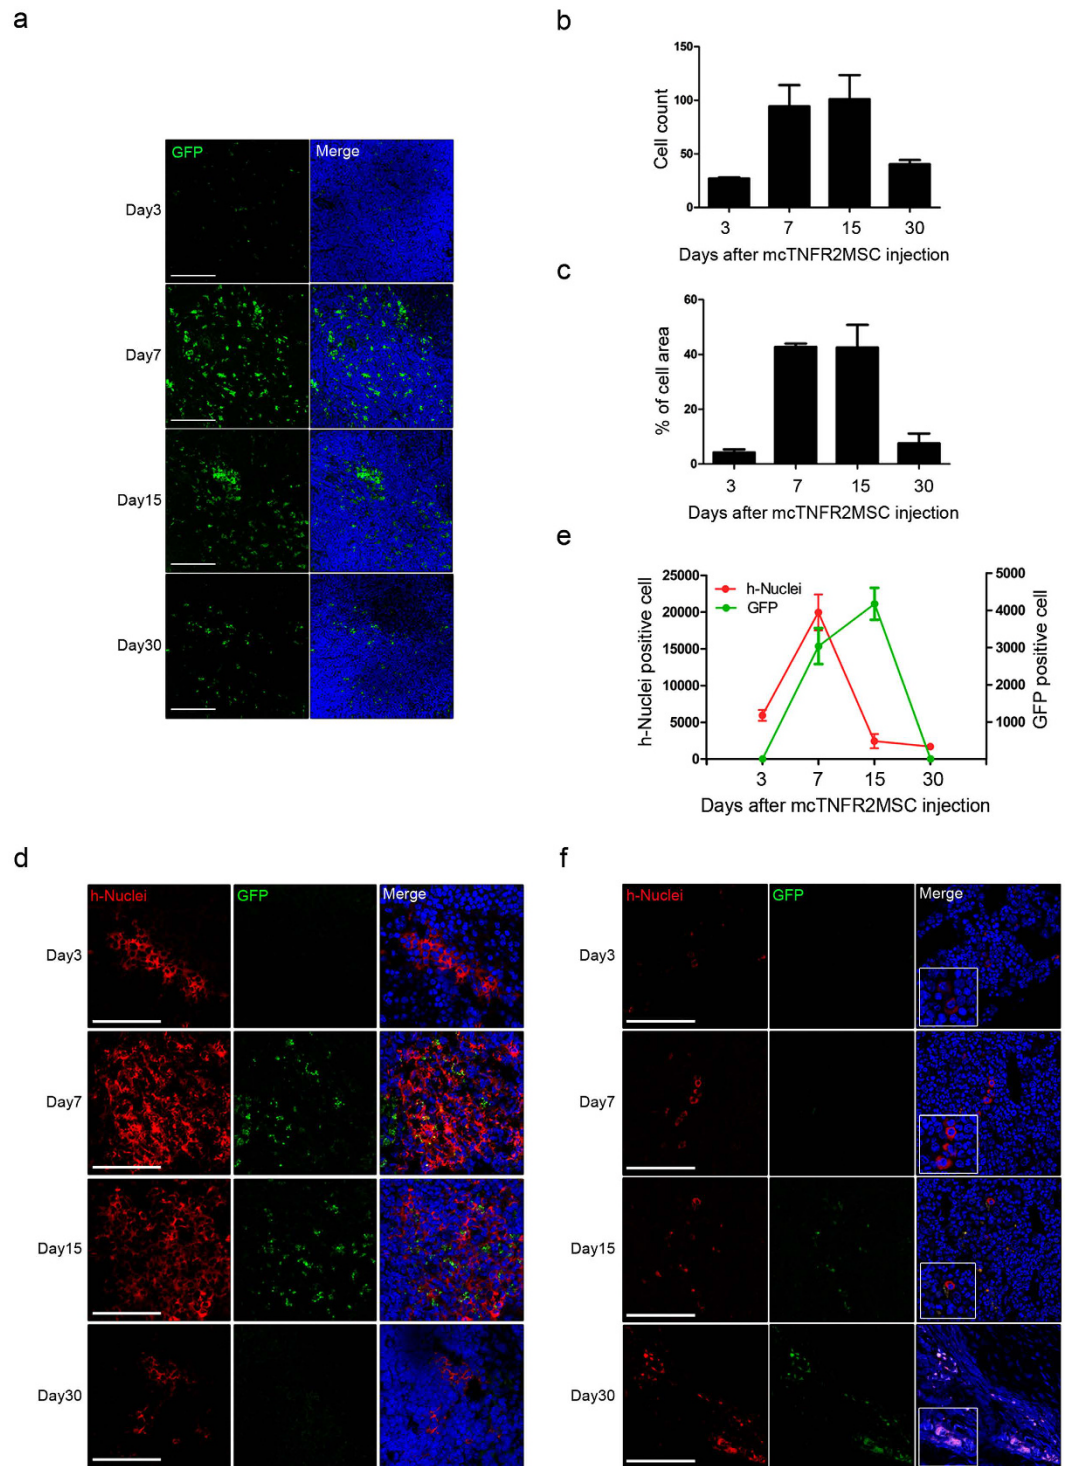 a
GFP Merge
Day3
Day7
Day15
Day30
b
150
100
50
0
Cell count
3 7 15 30
Days after mcTNFR2MSC injection
c
60
40
20
0
% of cell area
3 7 15 30
Days after mcTNFR2MSC injection
e
h-Nuclei
GFP
25000
20000
15000
10000
5000
0
h-Nuclei positive cell
5000
4000
3000
2000
1000
GFP positive cell
3 7 15 30
Days after mcTNFR2MSC injection
d
h-Nuclei GFP Merge
Day3
Day7
Day15
Day30
f
h-Nuclei GFP Merge
Day3
Day7
Day15
Day30